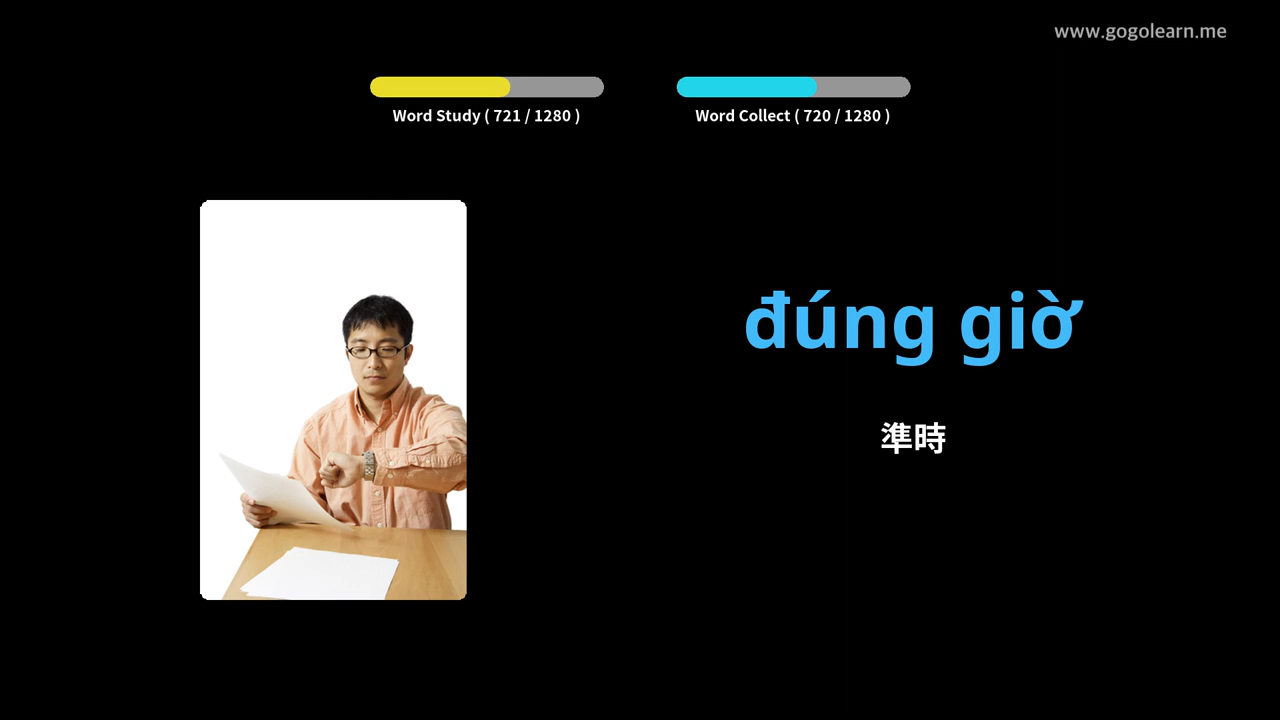 www.gogolearn.me
Word Study ( 721 / 1280 )
Word Collect ( 720 / 1280 )
đúng giờ
準時